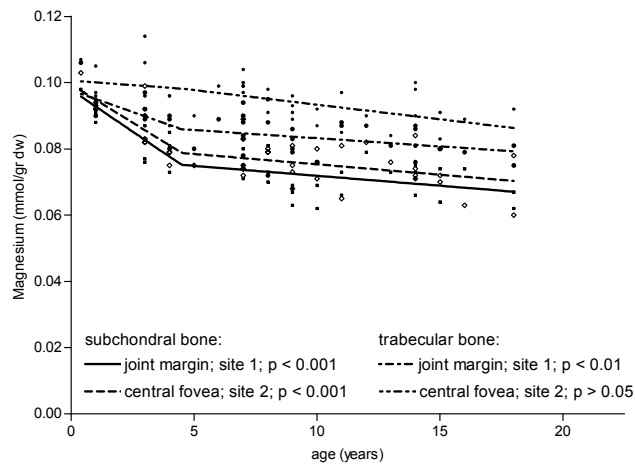 0.12
0.10
0.08
0.06
0.04
0.02
0.00
Magnesium (mmol/gr dw)
subchondral bone:
joint margin; site 1; p < 0.001
central fovea; site 2; p < 0.001
trabecular bone:
joint margin; site 1; p < 0.01
central fovea; site 2; p > 0.05
0 5 10 15 20
age (years)